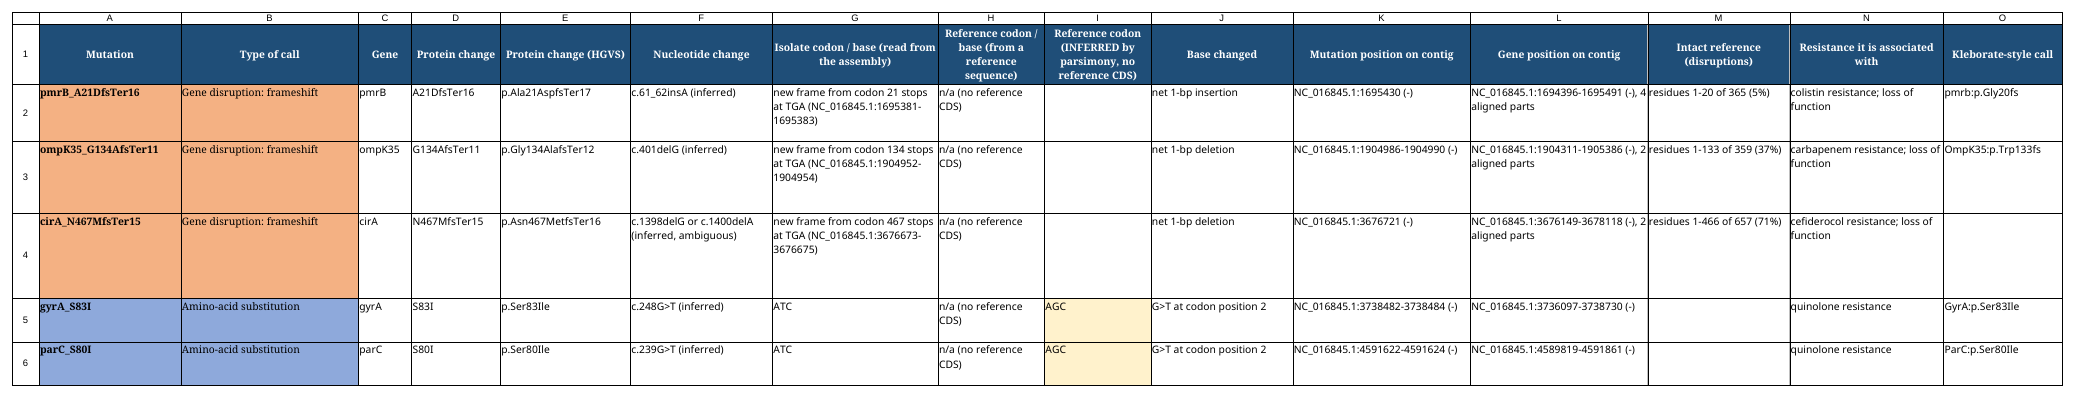 A B C D E F G H I J K L M N O
1 Mutation Type of call Gene Protein change Protein change (HGVS) Nucleotide change Isolate codon / base (read from the assembly) Reference codon / base (from a reference sequence) Reference codon (INFERRED by parsimony, no reference CDS) Base changed Mutation position on contig Gene position on contig Intact reference (disruptions) Resistance it is associated with Kleborate-style call
2 pmrB_A21DfsTer16 Gene disruption: frameshift pmrB A21DfsTer16 p.Ala21AspfsTer17 c.61_62insA (inferred) new frame from codon 21 stops at TGA (NC_016845.1:1695381-1695383) n/a (no reference CDS) net 1-bp insertion NC_016845.1:1695430 (-) NC_016845.1:1694396-1695491 (-), 4 aligned parts residues 1-20 of 365 (5%) colistin resistance; loss of function pmrb:p.Gly20fs
3 ompK35_G134AfsTer11 Gene disruption: frameshift ompK35 G134AfsTer11 p.Gly134AlafsTer12 c.401delG (inferred) new frame from codon 134 stops at TGA (NC_016845.1:1904952-1904954) n/a (no reference CDS) net 1-bp deletion NC_016845.1:1904986-1904990 (-) NC_016845.1:1904311-1905386 (-), 2 aligned parts residues 1-133 of 359 (37%) carbapenem resistance; loss of function OmpK35:p.Trp133fs
4 cirA_N467MfsTer15 Gene disruption: frameshift cirA N467MfsTer15 p.Asn467MetfsTer16 c.1398delG or c.1400delA (inferred, ambiguous) new frame from codon 467 stops at TGA (NC_016845.1:3676673-3676675) n/a (no reference CDS) net 1-bp deletion NC_016845.1:3676721 (-) NC_016845.1:3676149-3678118 (-), 2 aligned parts residues 1-466 of 657 (71%) cefiderocol resistance; loss of function
5 gyrA_S83I Amino-acid substitution gyrA S83I p.Ser83Ile c.248G>T (inferred) ATC n/a (no reference CDS) AGC G>T at codon position 2 NC_016845.1:3738482-3738484 (-) NC_016845.1:3736097-3738730 (-) quinolone resistance GyrA:p.Ser83Ile
6 parC_S80I Amino-acid substitution parC S80I p.Ser80Ile c.239G>T (inferred) ATC n/a (no reference CDS) AGC G>T at codon position 2 NC_016845.1:4591622-4591624 (-) NC_016845.1:4589819-4591861 (-) quinolone resistance ParC:p.Ser80Ile